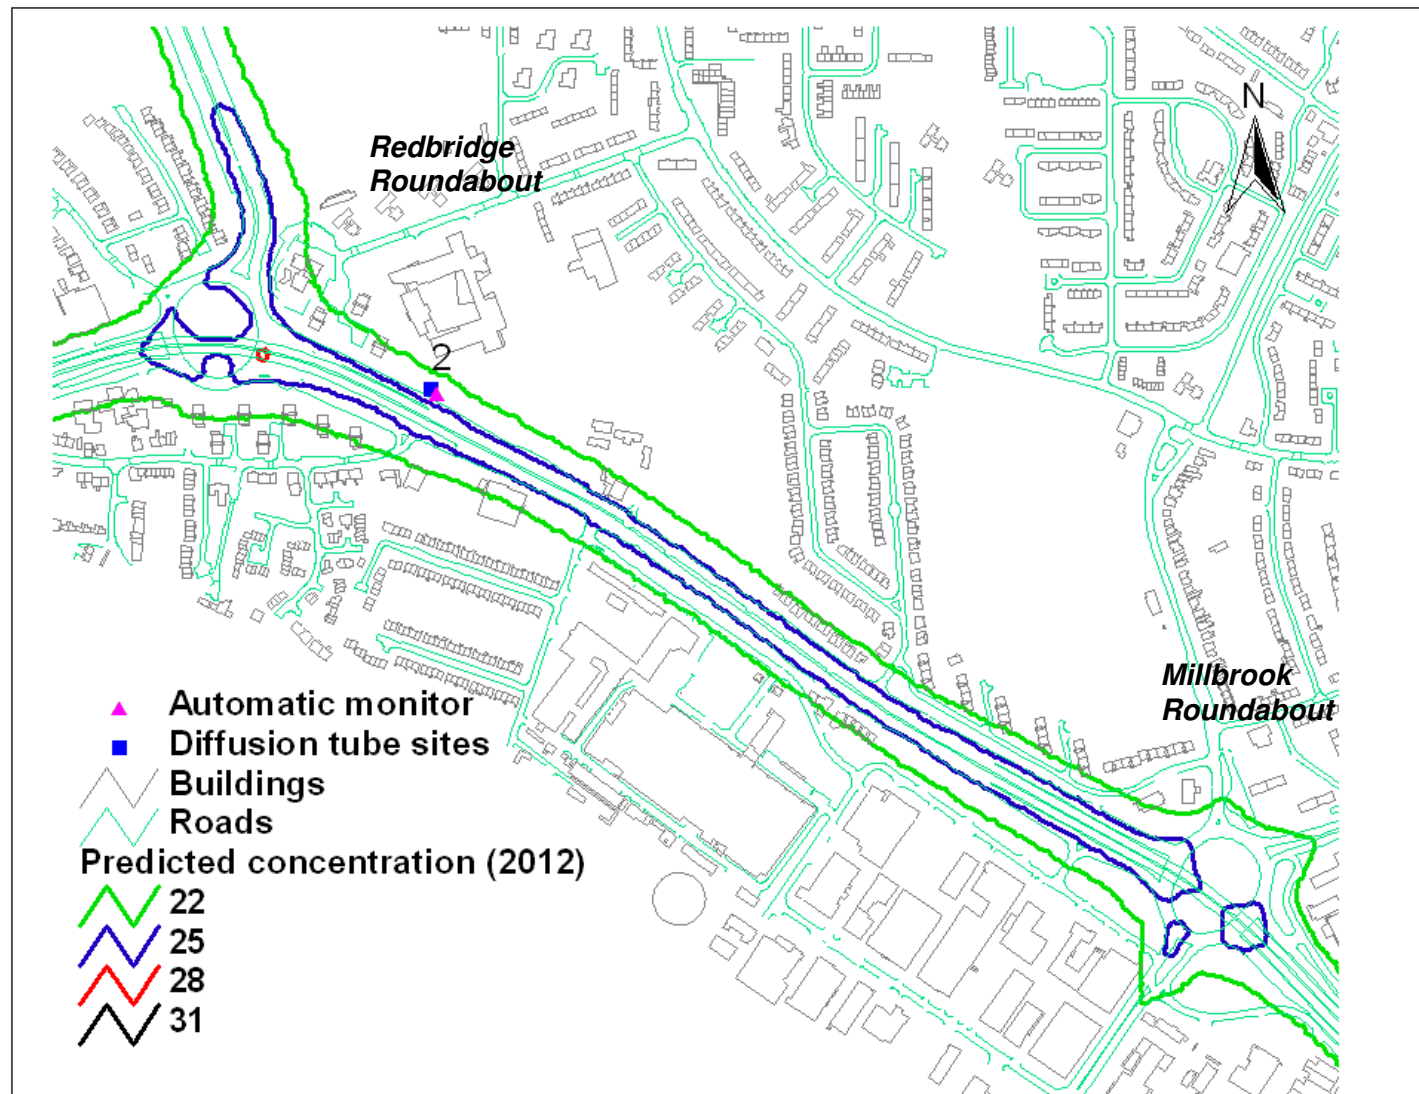 N
Redbridge
Roundabout
2
Millbrook
Roundabout
Automatic monitor
Diffusion tube sites
Buildings
Roads
Predicted concentration (2012)
22
25
28
31